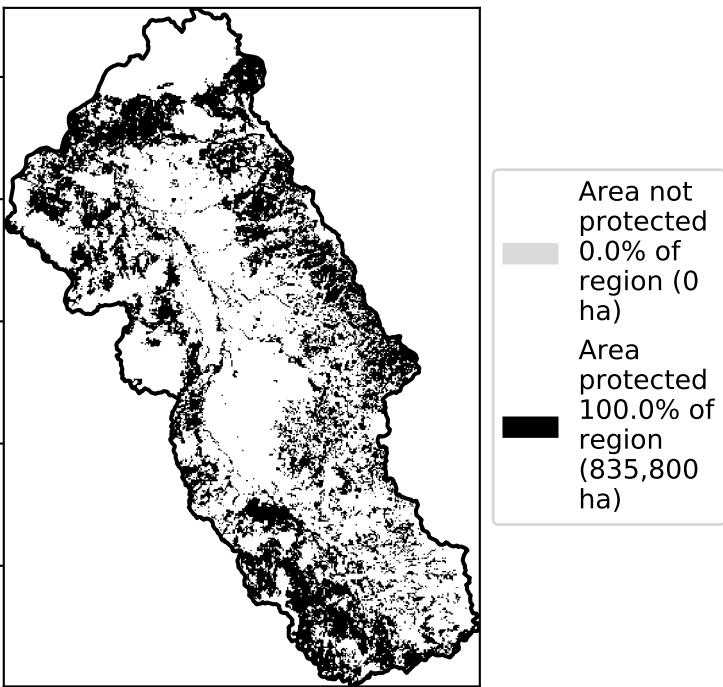 Area not
protected
0.0% of
region (0
ha)
Area
protected
100.0% of
region
(835,800
ha)